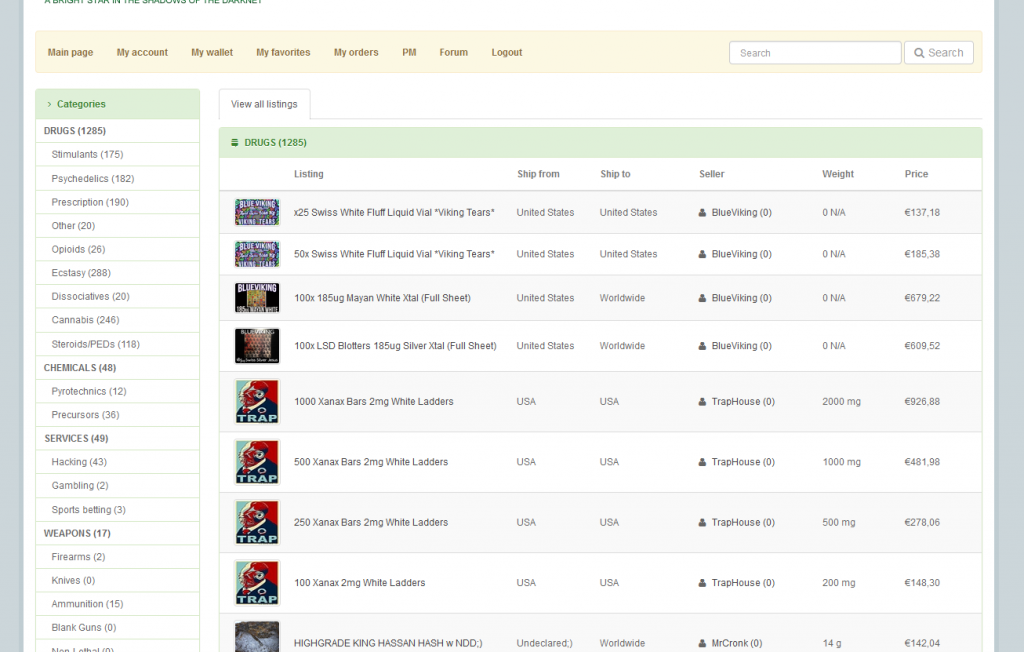 A BRIGHT STAR IN THE SHADOWS OF THE DARKNET
Main page My account My wallet My favorites My orders PM Forum Logout Search Search
› Categories
DRUGS (1285)
Stimulants (175)
Psychedelics (182)
Prescription (190)
Other (20)
Opioids (26)
Ecstasy (288)
Dissociatives (20)
Cannabis (246)
Steroids/PEDs (118)
CHEMICALS (48)
Pyrotechnics (12)
Precursors (36)
SERVICES (49)
Hacking (43)
Gambling (2)
Sports betting (3)
WEAPONS (17)
Firearms (2)
Knives (0)
Ammunition (15)
Blank Guns (0)
Non-Lethal (0)
View all listings
DRUGS (1285)
Listing Ship from Ship to Seller Weight Price
BLUE VIKING
VIKING TEARS
x25 Swiss White Fluff Liquid Vial *Viking Tears* United States United States BlueViking (0) 0 N/A €137,18
BLUE VIKING
VIKING TEARS
50x Swiss White Fluff Liquid Vial *Viking Tears* United States United States BlueViking (0) 0 N/A €185,38
BLUEVIKING
185ug MAYAN WHITE
100x 185ug Mayan White Xtal (Full Sheet) United States Worldwide BlueViking (0) 0 N/A €679,22
BLUEVIKING
100x LSD Blotters 185ug Silver Xtal (Full Sheet) United States Worldwide BlueViking (0) 0 N/A €609,52
TRAP
1000 Xanax Bars 2mg White Ladders USA USA TrapHouse (0) 2000 mg €926,88
TRAP
500 Xanax Bars 2mg White Ladders USA USA TrapHouse (0) 1000 mg €481,98
TRAP
250 Xanax Bars 2mg White Ladders USA USA TrapHouse (0) 500 mg €278,06
TRAP
100 Xanax 2mg White Ladders USA USA TrapHouse (0) 200 mg €148,30
HIGHGRADE KING HASSAN HASH w NDD;) Undeclared;) Worldwide MrCronk (0) 14 g €142,04